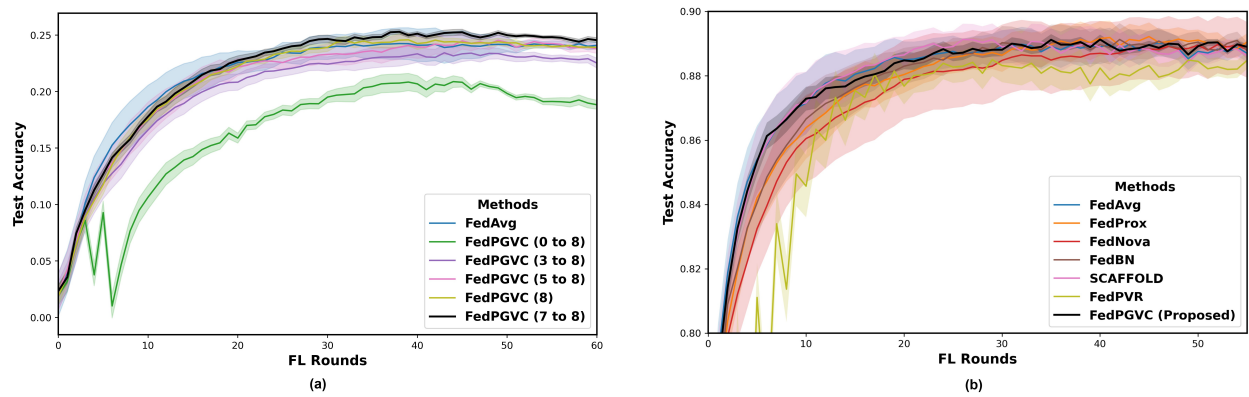 0.25
0.20
0.15
0.10
0.05
0.00
Test Accuracy
0 10 20 30 40 50 60
FL Rounds
Methods
FedAvg
FedPGVC (0 to 8)
FedPGVC (3 to 8)
FedPGVC (5 to 8)
FedPGVC (8)
FedPGVC (7 to 8)
(a)
0.90
0.88
0.86
0.84
0.82
0.80
Test Accuracy
0 10 20 30 40 50
FL Rounds
Methods
FedAvg
FedProx
FedNova
FedBN
SCAFFOLD
FedPVR
FedPGVC (Proposed)
(b)